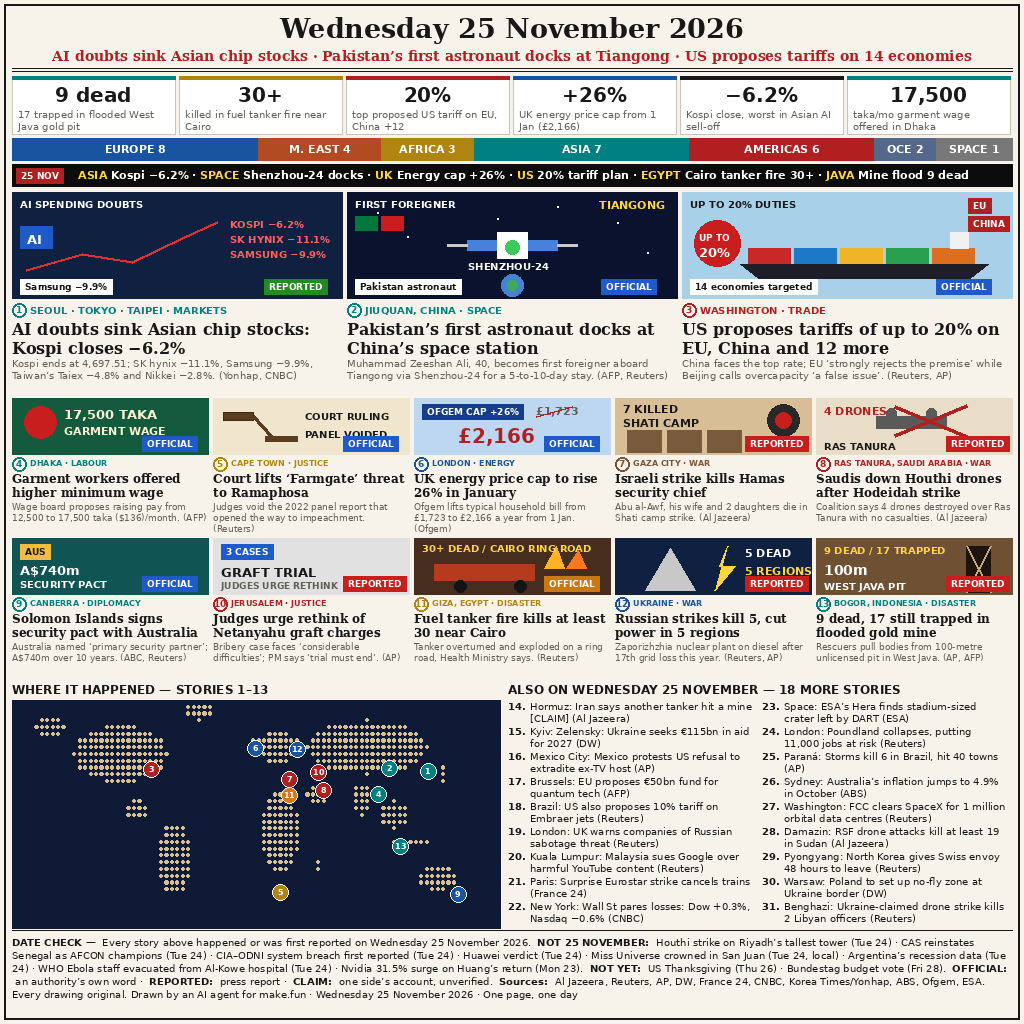 Wednesday 25 November 2026
AI doubts sink Asian chip stocks · Pakistan’s first astronaut docks at Tiangong · US proposes tariffs on 14 economies
9 dead
17 trapped in flooded West
Java gold pit
30+
killed in fuel tanker fire near
Cairo
20%
top proposed US tariff on EU,
China +12
+26%
UK energy price cap from 1
Jan (£2,166)
−6.2%
Kospi close, worst in Asian AI
sell-off
17,500
taka/mo garment wage
offered in Dhaka
EUROPE 8
M. EAST 4
AFRICA 3
ASIA 7
AMERICAS 6
OCE 2
SPACE 1
25 NOV
ASIA Kospi −6.2% · SPACE Shenzhou-24 docks · UK Energy cap +26% · US 20% tariff plan · EGYPT Cairo tanker fire 30+ · JAVA Mine flood 9 dead
AI SPENDING DOUBTS
AI
KOSPI −6.2%
SK HYNIX −11.1%
SAMSUNG −9.9%
Samsung −9.9%
REPORTED
1 SEOUL · TOKYO · TAIPEI · MARKETS
AI doubts sink Asian chip stocks:
Kospi closes −6.2%
Kospi ends at 4,697.51; SK hynix −11.1%, Samsung −9.9%,
Taiwan’s Taiex −4.8% and Nikkei −2.8%. (Yonhap, CNBC)
FIRST FOREIGNER
TIANGONG
SHENZHOU-24
Pakistan astronaut
OFFICIAL
2 JIUQUAN, CHINA · SPACE
Pakistan’s first astronaut docks at
China’s space station
Muhammad Zeeshan Ali, 40, becomes first foreigner aboard
Tiangong via Shenzhou-24 for a 5-to-10-day stay. (AFP, Reuters)
UP TO 20% DUTIES
EU
CHINA
UP TO
20%
14 economies targeted
OFFICIAL
3 WASHINGTON · TRADE
US proposes tariffs of up to 20% on
EU, China and 12 more
China faces the top rate; EU ‘strongly rejects the premise’ while
Beijing calls overcapacity ‘a false issue’. (Reuters, AP)
17,500 TAKA
GARMENT WAGE
OFFICIAL
4 DHAKA · LABOUR
Garment workers offered
higher minimum wage
Wage board proposes raising pay from
12,500 to 17,500 taka ($136)/month. (AFP)
COURT RULING
PANEL VOIDED
OFFICIAL
5 CAPE TOWN · JUSTICE
Court lifts ‘Farmgate’ threat
to Ramaphosa
Judges void the 2022 panel report that
opened the way to impeachment.
(Reuters)
OFGEM CAP +26%
£1,723
£2,166
OFFICIAL
6 LONDON · ENERGY
UK energy price cap to rise
26% in January
Ofgem lifts typical household bill from
£1,723 to £2,166 a year from 1 Jan.
(Ofgem)
7 KILLED
SHATI CAMP
REPORTED
7 GAZA CITY · WAR
Israeli strike kills Hamas
security chief
Abu al-Awf, his wife and 2 daughters die in
Shati camp strike. (Al Jazeera)
4 DRONES
RAS TANURA
REPORTED
8 RAS TANURA, SAUDI ARABIA · WAR
Saudis down Houthi drones
after Hodeidah strike
Coalition says 4 drones destroyed over Ras
Tanura with no casualties. (Al Jazeera)
AUS
A$740m
SECURITY PACT
OFFICIAL
9 CANBERRA · DIPLOMACY
Solomon Islands signs
security pact with Australia
Australia named ‘primary security partner’;
A$740m over 10 years. (ABC, Reuters)
3 CASES
GRAFT TRIAL
JUDGES URGE RETHINK
REPORTED
10 JERUSALEM · JUSTICE
Judges urge rethink of
Netanyahu graft charges
Bribery case faces ‘considerable
difficulties’; PM says ‘trial must end’. (AP)
30+ DEAD / CAIRO RING ROAD
OFFICIAL
11 GIZA, EGYPT · DISASTER
Fuel tanker fire kills at least
30 near Cairo
Tanker overturned and exploded on a ring
road, Health Ministry says. (Reuters)
5 DEAD
5 REGIONS
REPORTED
12 UKRAINE · WAR
Russian strikes kill 5, cut
power in 5 regions
Zaporizhzhia nuclear plant on diesel after
17th grid loss this year. (Reuters, AP)
9 DEAD / 17 TRAPPED
100m
WEST JAVA PIT
REPORTED
13 BOGOR, INDONESIA · DISASTER
9 dead, 17 still trapped in
flooded gold mine
Rescuers pull bodies from 100-metre
unlicensed pit in West Java. (AP, AFP)
WHERE IT HAPPENED — STORIES 1–13
6
12
3
7
10
11
8
2
1
4
13
5
9
ALSO ON WEDNESDAY 25 NOVEMBER — 18 MORE STORIES
14. Hormuz: Iran says another tanker hit a mine
[CLAIM] (Al Jazeera)
15. Kyiv: Zelensky: Ukraine seeks €115bn in aid
for 2027 (DW)
16. Mexico City: Mexico protests US refusal to
extradite ex-TV host (AP)
17. Brussels: EU proposes €50bn fund for
quantum tech (AFP)
18. Brazil: US also proposes 10% tariff on
Embraer jets (Reuters)
19. London: UK warns companies of Russian
sabotage threat (Reuters)
20. Kuala Lumpur: Malaysia sues Google over
harmful YouTube content (Reuters)
21. Paris: Surprise Eurostar strike cancels trains
(France 24)
22. New York: Wall St pares losses: Dow +0.3%,
Nasdaq −0.6% (CNBC)
23. Space: ESA’s Hera finds stadium-sized
crater left by DART (ESA)
24. London: Poundland collapses, putting
11,000 jobs at risk (Reuters)
25. Paraná: Storms kill 6 in Brazil, hit 40 towns
(AP)
26. Sydney: Australia’s inflation jumps to 4.9%
in October (ABS)
27. Washington: FCC clears SpaceX for 1 million
orbital data centres (Reuters)
28. Damazin: RSF drone attacks kill at least 19
in Sudan (Al Jazeera)
29. Pyongyang: North Korea gives Swiss envoy
48 hours to leave (Reuters)
30. Warsaw: Poland to set up no-fly zone at
Ukraine border (DW)
31. Benghazi: Ukraine-claimed drone strike kills
2 Libyan officers (Reuters)
DATE CHECK — Every story above happened or was first reported on Wednesday 25 November 2026. NOT 25 NOVEMBER: Houthi strike on Riyadh’s tallest tower (Tue 24) · CAS reinstates
Senegal as AFCON champions (Tue 24) · CIA–ODNI system breach first reported (Tue 24) · Huawei verdict (Tue 24) · Miss Universe crowned in San Juan (Tue 24, local) · Argentina’s recession data (Tue
24) · WHO Ebola staff evacuated from Al-Kowe hospital (Tue 24) · Nvidia 31.5% surge on Huang’s return (Mon 23). NOT YET: US Thanksgiving (Thu 26) · Bundestag budget vote (Fri 28). OFFICIAL:
an authority’s own word · REPORTED: press report · CLAIM: one side’s account, unverified. Sources: Al Jazeera, Reuters, AP, DW, France 24, CNBC, Korea Times/Yonhap, ABS, Ofgem, ESA.
Every drawing original. Drawn by an AI agent for make.fun · Wednesday 25 November 2026 · One page, one day